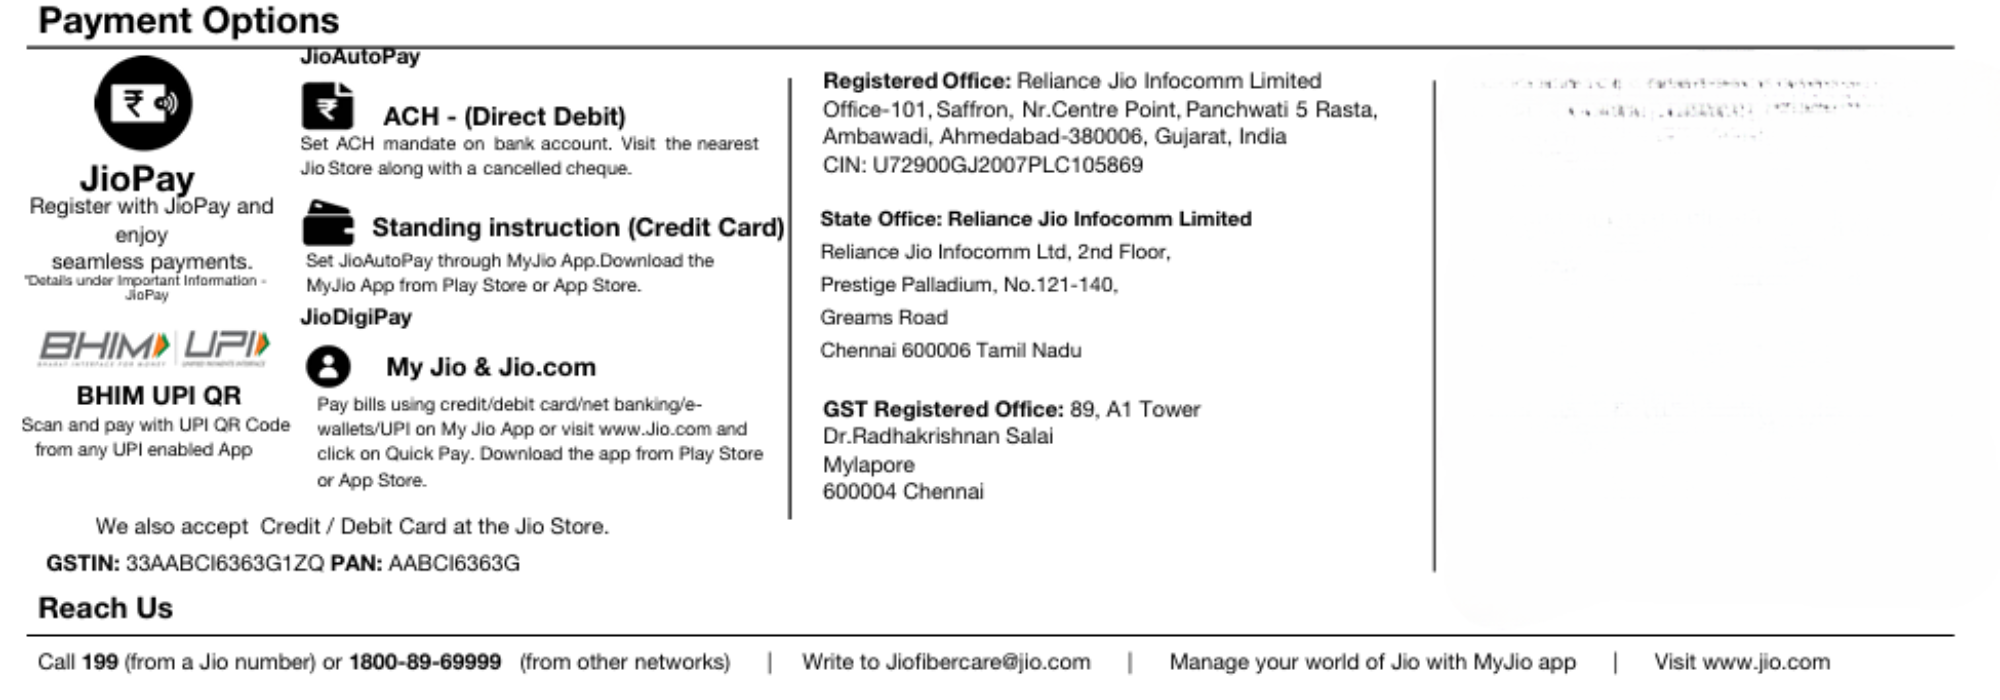 Payment Options
JioPay
Register with JioPay and
enjoy
seamless payments.
*Details under Important Information -
JioPay
BHIM UPI
BHARAT INTERFACE FOR MONEY UNIFIED PAYMENTS INTERFACE
BHIM UPI QR
Scan and pay with UPI QR Code
from any UPI enabled App
JioAutoPay
ACH - (Direct Debit)
Set ACH mandate on bank account. Visit the nearest
Jio Store along with a cancelled cheque.
Standing instruction (Credit Card)
Set JioAutoPay through MyJio App.Download the
MyJio App from Play Store or App Store.
JioDigiPay
My Jio & Jio.com
Pay bills using credit/debit card/net banking/e-
wallets/UPI on My Jio App or visit www.Jio.com and
click on Quick Pay. Download the app from Play Store
or App Store.
We also accept Credit / Debit Card at the Jio Store.
GSTIN: 33AABCI6363G1ZQ PAN: AABCI6363G
Registered Office: Reliance Jio Infocomm Limited
Office-101, Saffron, Nr.Centre Point, Panchwati 5 Rasta,
Ambawadi, Ahmedabad-380006, Gujarat, India
CIN: U72900GJ2007PLC105869
State Office: Reliance Jio Infocomm Limited
Reliance Jio Infocomm Ltd, 2nd Floor,
Prestige Palladium, No.121-140,
Greams Road
Chennai 600006 Tamil Nadu
GST Registered Office: 89, A1 Tower
Dr.Radhakrishnan Salai
Mylapore
600004 Chennai
Reach Us
Call 199 (from a Jio number) or 1800-89-69999 (from other networks) | Write to Jiofibercare@jio.com | Manage your world of Jio with MyJio app | Visit www.jio.com